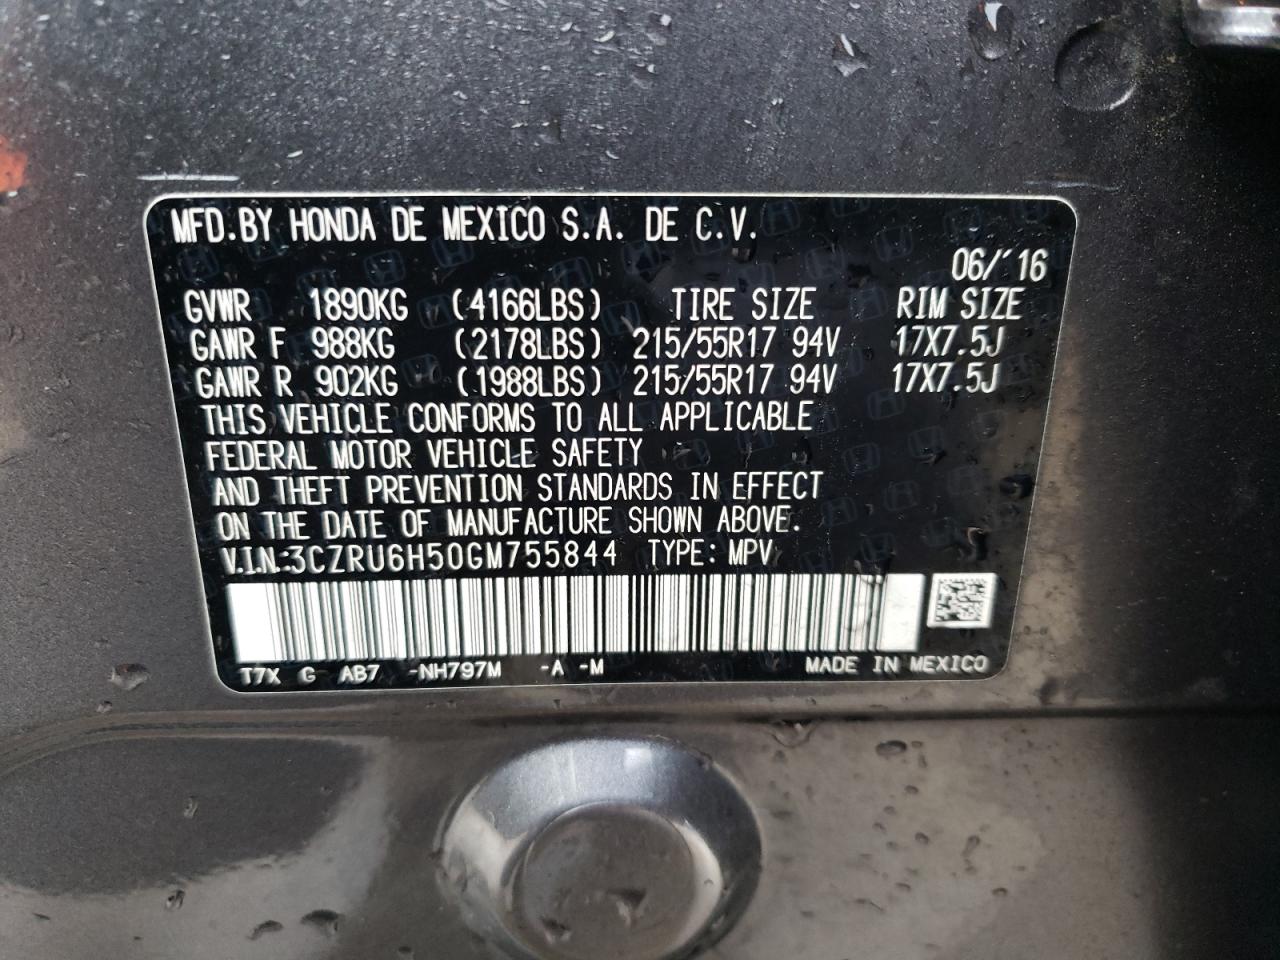 MFD.BY HONDA DE MEXICO S.A. DE C.V.
06/'16
GVWR 1890KG (4166LBS) TIRE SIZE RIM SIZE
GAWR F 988KG (2178LBS) 215/55R17 94V 17X7.5J
GAWR R 902KG (1988LBS) 215/55R17 94V 17X7.5J
THIS VEHICLE CONFORMS TO ALL APPLICABLE
FEDERAL MOTOR VEHICLE SAFETY
AND THEFT PREVENTION STANDARDS IN EFFECT
ON THE DATE OF MANUFACTURE SHOWN ABOVE.
V.I.N.:3CZRU6H50GM755844 TYPE: MPV
T7X G AB7 -NH797M -A -M MADE IN MEXICO